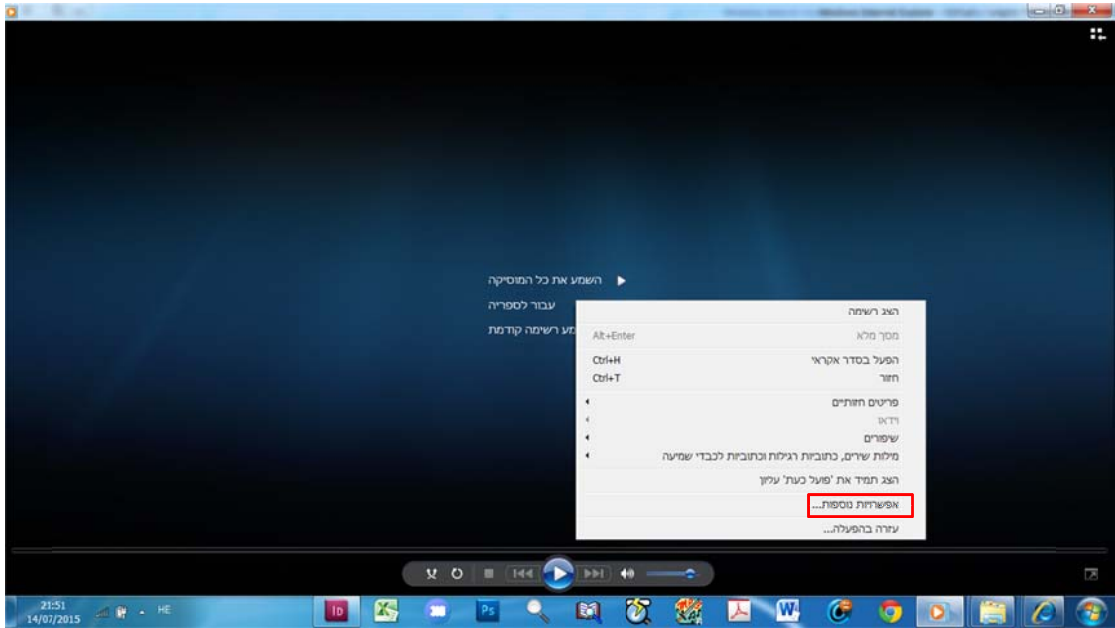 השמע את כל המוסיקה
עבור לספריה
מע רשימה קודמת
הצג רשימה
מסך מלא Alt+Enter
הפעל בסדר אקראי Ctrl+H
חזור Ctrl+T
פריטים חזותיים
וידאו
שיפורים
מילות שירים, כתוביות רגילות וכתוביות לכבדי שמיעה
הצג תמיד את 'פועל כעת' עליון
אפשרויות נוספות...
עזרה בהפעלה...
21:51
14/07/2015
HE
ID
Ps
W